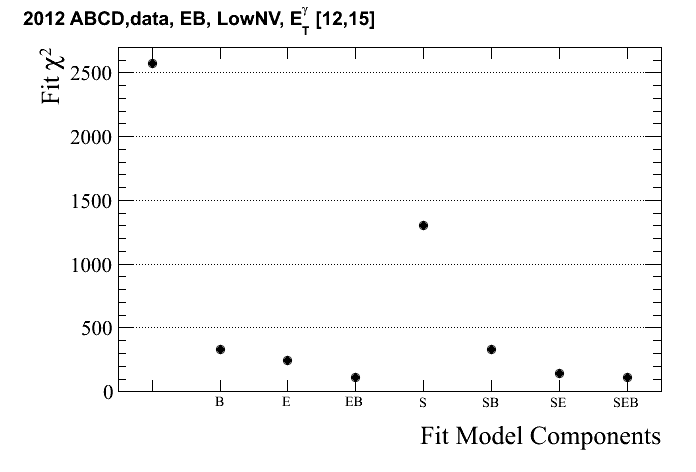 2012 ABCD,data, EB, LowNV, E_T^γ [12,15]
Fit χ²
2500
2000
1500
1000
500
0
B E EB S SB SE SEB
Fit Model Components